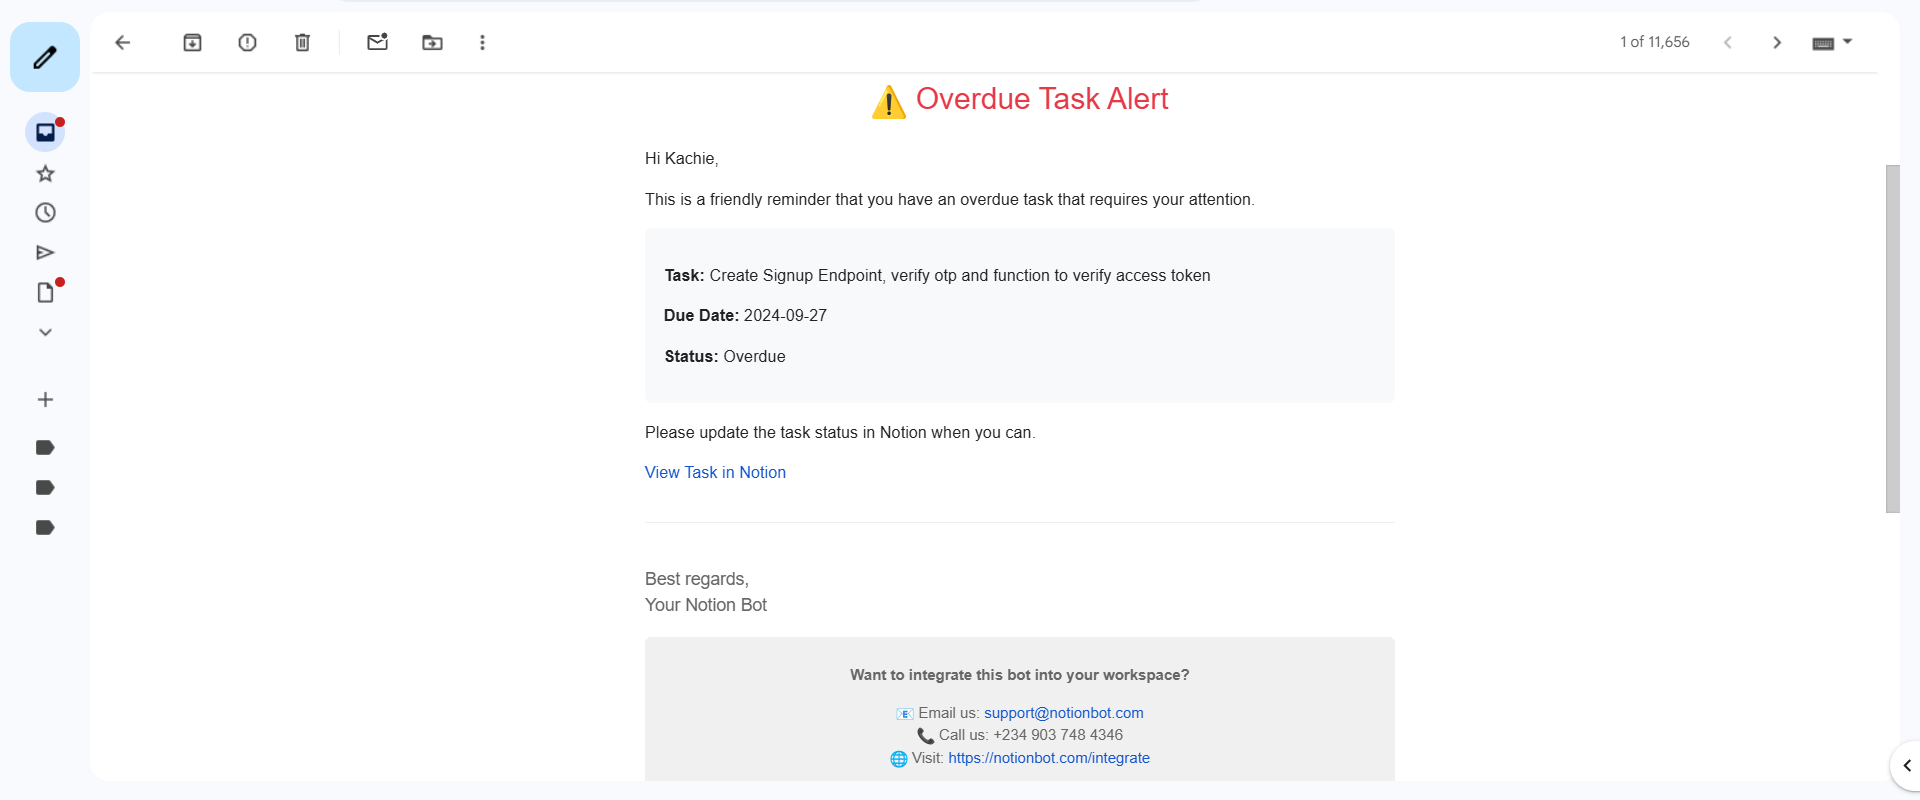 1 of 11,656
⚠️ Overdue Task Alert
Hi Kachie,
This is a friendly reminder that you have an overdue task that requires your attention.
Task: Create Signup Endpoint, verify otp and function to verify access token
Due Date: 2024-09-27
Status: Overdue
Please update the task status in Notion when you can.
View Task in Notion
Best regards,
Your Notion Bot
Want to integrate this bot into your workspace?
📧 Email us: support@notionbot.com
📞 Call us: +234 903 748 4346
🌐 Visit: https://notionbot.com/integrate